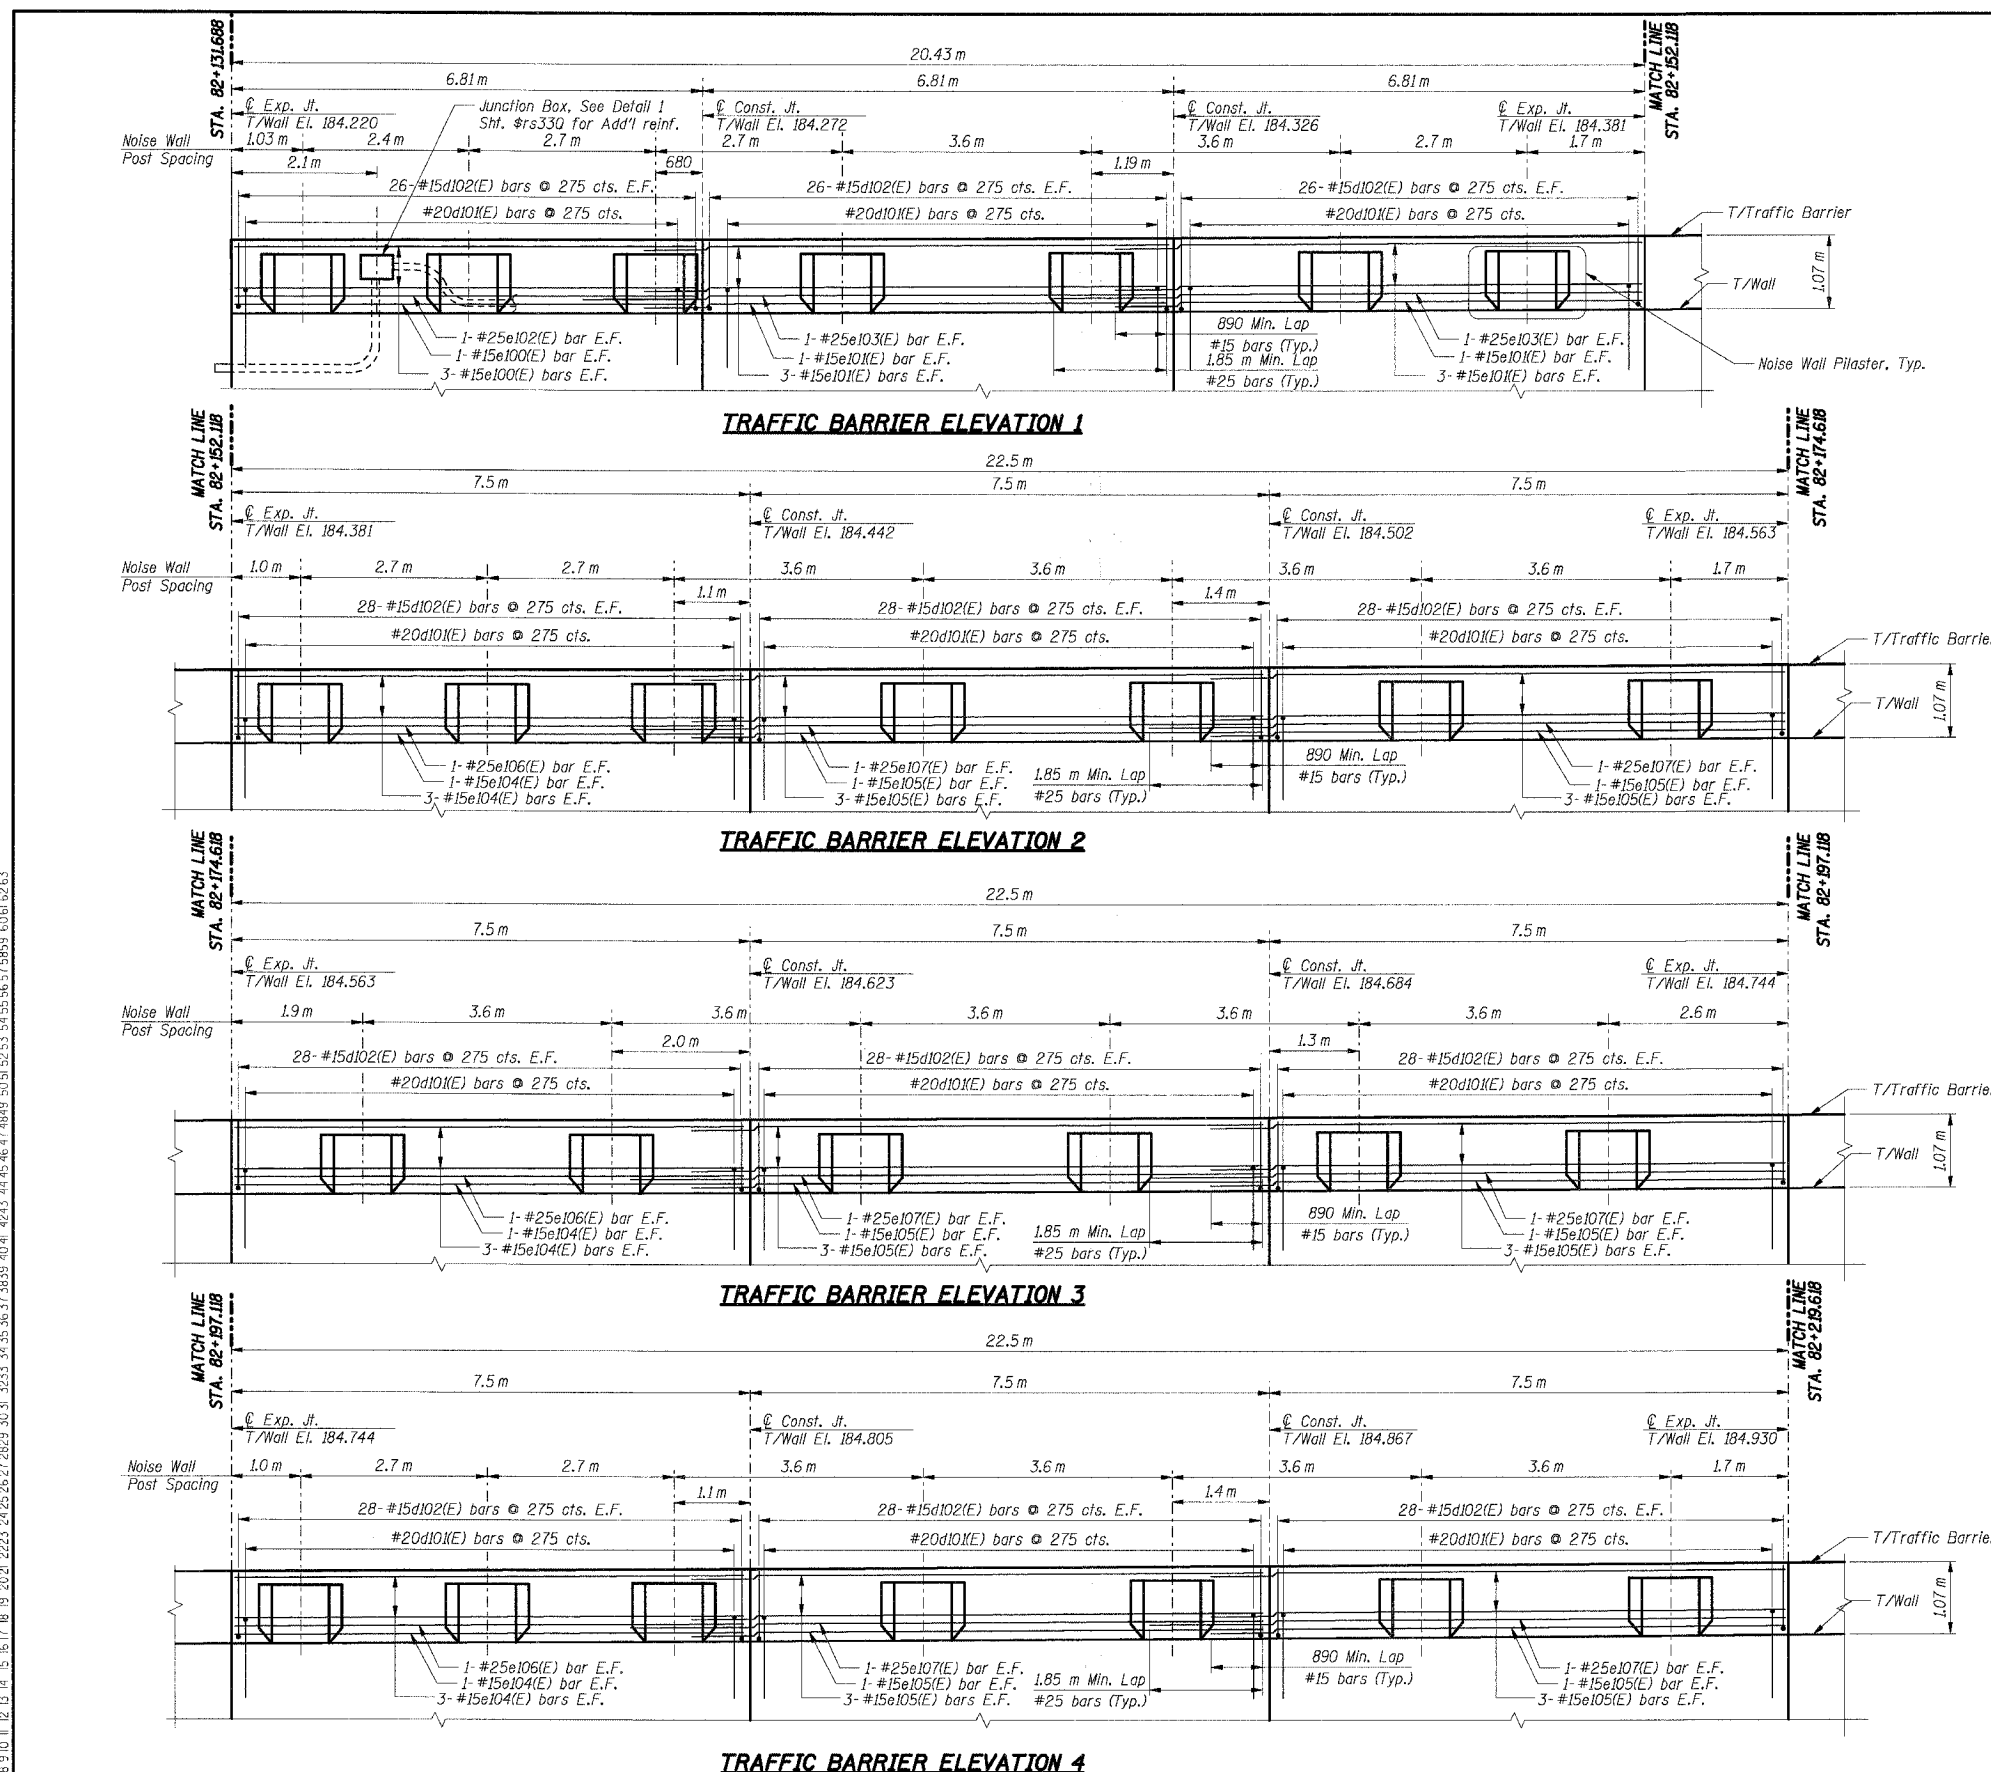 STA. 82+131.688
MATCH LINE
STA. 82+152.118
20.43 m
6.81 m 6.81 m 6.81 m
℄ Exp. Jt.
T/Wall El. 184.220
Junction Box, See Detail 1
Sht. $rs330 for Add'l reinf.
℄ Const. Jt.
T/Wall El. 184.272
℄ Const. Jt.
T/Wall El. 184.326
℄ Exp. Jt.
T/Wall El. 184.381
Noise Wall
Post Spacing
1.03 m 2.4 m 2.7 m 2.7 m 3.6 m 3.6 m 2.7 m 1.7 m
2.1 m 680 1.19 m
26-#15d102(E) bars @ 275 cts. E.F. 26-#15d102(E) bars @ 275 cts. E.F. 26-#15d102(E) bars @ 275 cts. E.F.
#20d101(E) bars @ 275 cts. #20d101(E) bars @ 275 cts. #20d101(E) bars @ 275 cts.
T/Traffic Barrier
1.07 m
T/Wall
1-#25e102(E) bar E.F.
1-#15e100(E) bar E.F.
3-#15e100(E) bars E.F.
1-#25e103(E) bar E.F.
1-#15e101(E) bar E.F.
3-#15e101(E) bars E.F.
890 Min. Lap
#15 bars (Typ.)
1.85 m Min. Lap
#25 bars (Typ.)
1-#25e103(E) bar E.F.
1-#15e101(E) bar E.F.
3-#15e101(E) bars E.F.
Noise Wall Pilaster, Typ.
TRAFFIC BARRIER ELEVATION 1
MATCH LINE
STA. 82+152.118
MATCH LINE
STA. 82+174.618
22.5 m
7.5 m 7.5 m 7.5 m
℄ Exp. Jt.
T/Wall El. 184.381
℄ Const. Jt.
T/Wall El. 184.442
℄ Const. Jt.
T/Wall El. 184.502
℄ Exp. Jt.
T/Wall El. 184.563
Noise Wall
Post Spacing
1.0 m 2.7 m 2.7 m 3.6 m 3.6 m 3.6 m 3.6 m 1.7 m
1.1 m 1.4 m
28-#15d102(E) bars @ 275 cts. E.F. 28-#15d102(E) bars @ 275 cts. E.F. 28-#15d102(E) bars @ 275 cts. E.F.
#20d101(E) bars @ 275 cts. #20d101(E) bars @ 275 cts. #20d101(E) bars @ 275 cts.
T/Traffic Barrie
1.07 m
T/Wall
1-#25e106(E) bar E.F.
1-#15e104(E) bar E.F.
3-#15e104(E) bars E.F.
1-#25e107(E) bar E.F.
1-#15e105(E) bar E.F.
3-#15e105(E) bars E.F.
1.85 m Min. Lap
#25 bars (Typ.)
890 Min. Lap
#15 bars (Typ.)
1-#25e107(E) bar E.F.
1-#15e105(E) bar E.F.
3-#15e105(E) bars E.F.
TRAFFIC BARRIER ELEVATION 2
MATCH LINE
STA. 82+174.618
MATCH LINE
STA. 82+197.118
22.5 m
7.5 m 7.5 m 7.5 m
℄ Exp. Jt.
T/Wall El. 184.563
℄ Const. Jt.
T/Wall El. 184.623
℄ Const. Jt.
T/Wall El. 184.684
℄ Exp. Jt.
T/Wall El. 184.744
Noise Wall
Post Spacing
1.9 m 3.6 m 3.6 m 3.6 m 3.6 m 3.6 m 2.6 m
2.0 m 1.3 m
28-#15d102(E) bars @ 275 cts. E.F. 28-#15d102(E) bars @ 275 cts. E.F. 28-#15d102(E) bars @ 275 cts. E.F.
#20d101(E) bars @ 275 cts. #20d101(E) bars @ 275 cts. #20d101(E) bars @ 275 cts.
T/Traffic Barrie
1.07 m
T/Wall
1-#25e106(E) bar E.F.
1-#15e104(E) bar E.F.
3-#15e104(E) bars E.F.
1-#25e107(E) bar E.F.
1-#15e105(E) bar E.F.
3-#15e105(E) bars E.F.
1.85 m Min. Lap
#25 bars (Typ.)
890 Min. Lap
#15 bars (Typ.)
1-#25e107(E) bar E.F.
1-#15e105(E) bar E.F.
3-#15e105(E) bars E.F.
TRAFFIC BARRIER ELEVATION 3
MATCH LINE
STA. 82+197.118
MATCH LINE
STA. 82+219.618
22.5 m
7.5 m 7.5 m 7.5 m
℄ Exp. Jt.
T/Wall El. 184.744
℄ Const. Jt.
T/Wall El. 184.805
℄ Const. Jt.
T/Wall El. 184.867
℄ Exp. Jt.
T/Wall El. 184.930
Noise Wall
Post Spacing
1.0 m 2.7 m 2.7 m 3.6 m 3.6 m 3.6 m 3.6 m 1.7 m
1.1 m 1.4 m
28-#15d102(E) bars @ 275 cts. E.F. 28-#15d102(E) bars @ 275 cts. E.F. 28-#15d102(E) bars @ 275 cts. E.F.
#20d101(E) bars @ 275 cts. #20d101(E) bars @ 275 cts. #20d101(E) bars @ 275 cts.
T/Traffic Barrie
1.07 m
T/Wall
1-#25e106(E) bar E.F.
1-#15e104(E) bar E.F.
3-#15e104(E) bars E.F.
1-#25e107(E) bar E.F.
1-#15e105(E) bar E.F.
3-#15e105(E) bars E.F.
1.85 m Min. Lap
#25 bars (Typ.)
890 Min. Lap
#15 bars (Typ.)
1-#25e107(E) bar E.F.
1-#15e105(E) bar E.F.
3-#15e105(E) bars E.F.
TRAFFIC BARRIER ELEVATION 4